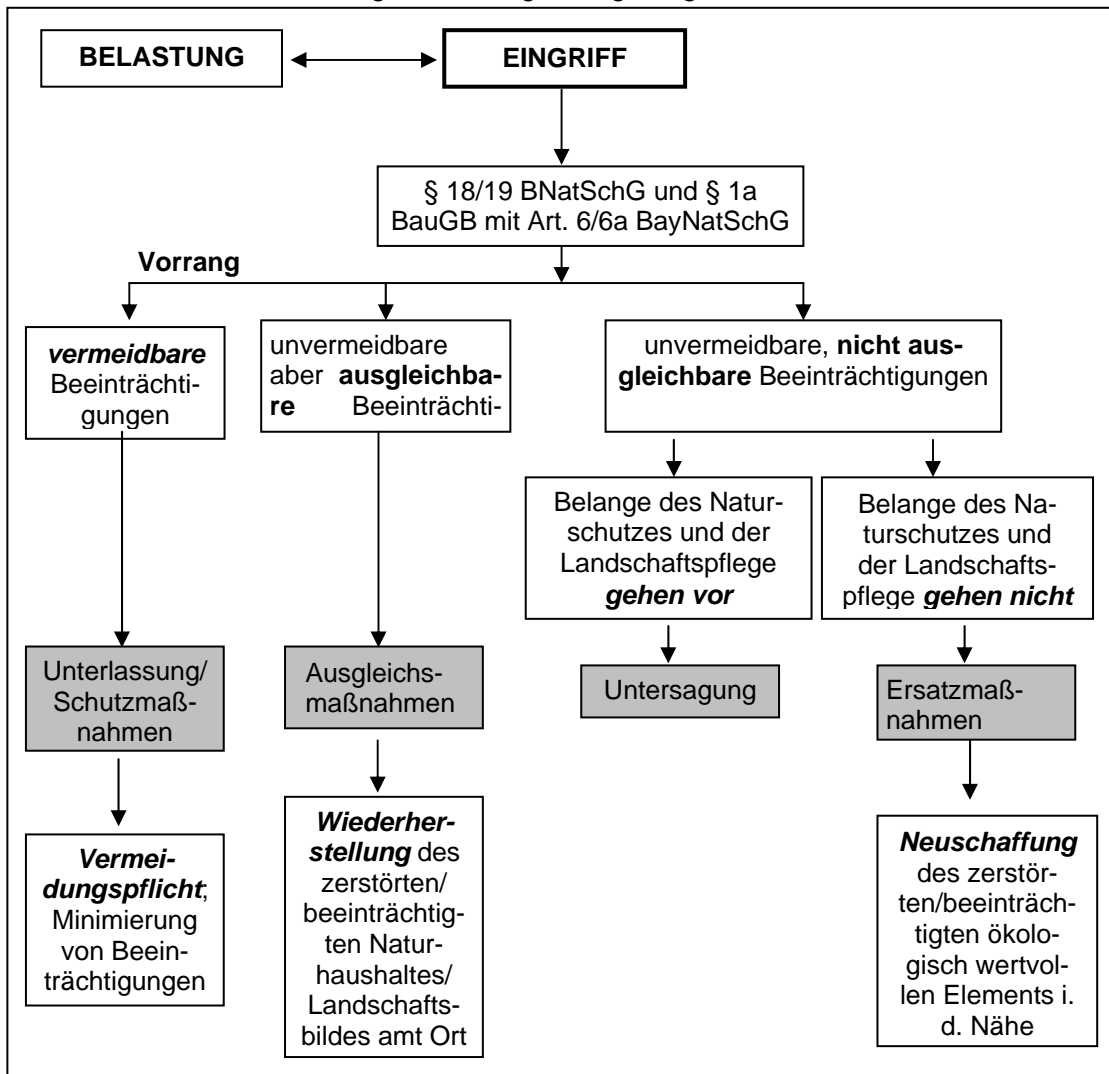 BELASTUNG
EINGRIFF
§ 18/19 BNatSchG und § 1a
BauGB mit Art. 6/6a BayNatSchG
Vorrang
vermeidbare
Beeinträchti-
gungen
unvermeidbare
aber ausgleichba-
re Beeinträchti-
unvermeidbare, nicht aus-
gleichbare Beeinträchtigungen
Belange des Natur-
schutzes und der
Landschaftspflege
gehen vor
Belange des Na-
turschutzes und
der Landschafts-
pflege gehen nicht
Unterlassung/
Schutzmaß-
nahmen
Ausgleichs-
maßnahmen
Untersagung
Ersatzmaß-
nahmen
Vermei-
dungspflicht;
Minimierung
von Beein-
trächtigungen
Wiederher-
stellung des
zerstörten/
beeinträchtig-
ten Natur-
haushaltes/
Landschafts-
bildes amt Ort
Neuschaffung
des zerstör-
ten/beeinträch-
tigten ökolo-
gisch wertvol-
len Elements i.
d. Nähe